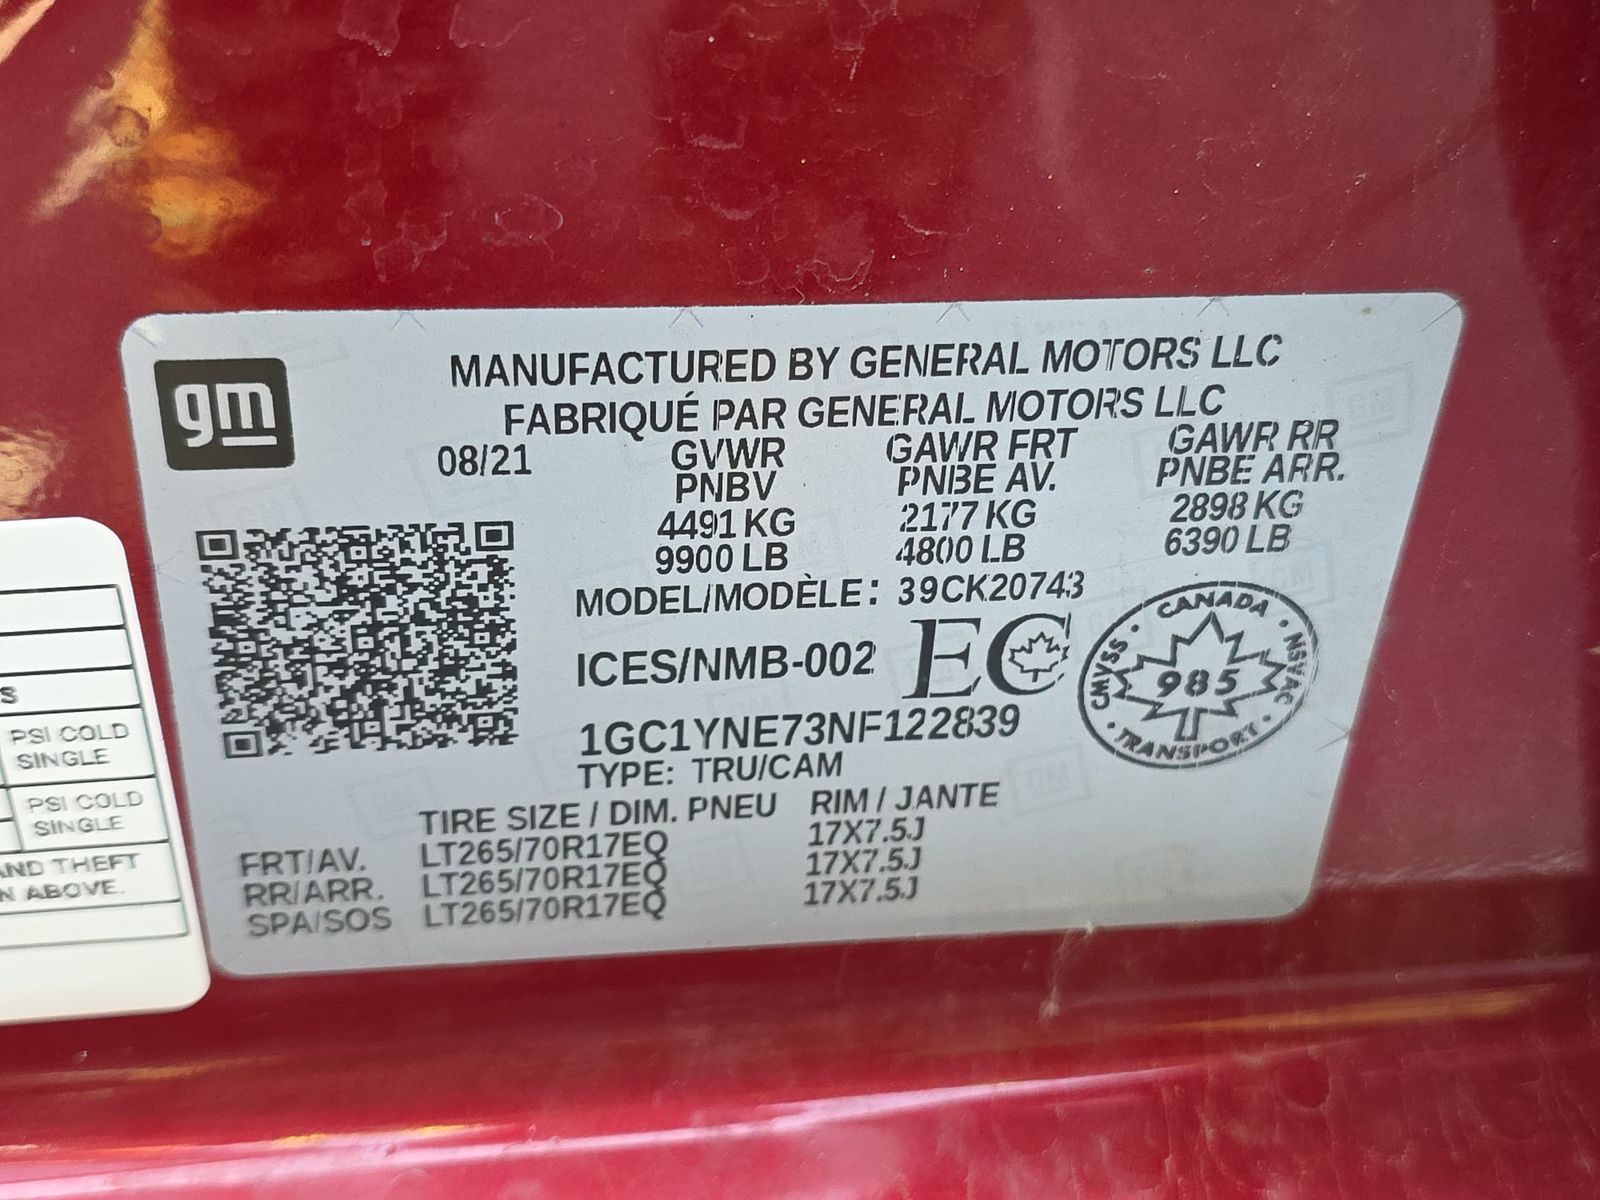 gm
MANUFACTURED BY GENERAL MOTORS LLC
FABRIQUÉ PAR GENERAL MOTORS LLC
08/21 GVWR GAWR FRT GAWR RR
PNBV PNBE AV. PNBE ARR.
4491 KG 2177 KG 2898 KG
9900 LB 4800 LB 6390 LB
MODEL/MODÈLE: 39CK20743
ICES/NMB-002 EC
CANADA
CMVSS · NSVAC
985
TRANSPORT
1GC1YNE73NF122839
TYPE: TRU/CAM
TIRE SIZE / DIM. PNEU RIM / JANTE
FRT/AV. LT265/70R17EQ 17X7.5J
RR/ARR. LT265/70R17EQ 17X7.5J
SPA/SOS LT265/70R17EQ 17X7.5J
S
PSI COLD
SINGLE
PSI COLD
SINGLE
AND THEFT
N ABOVE.